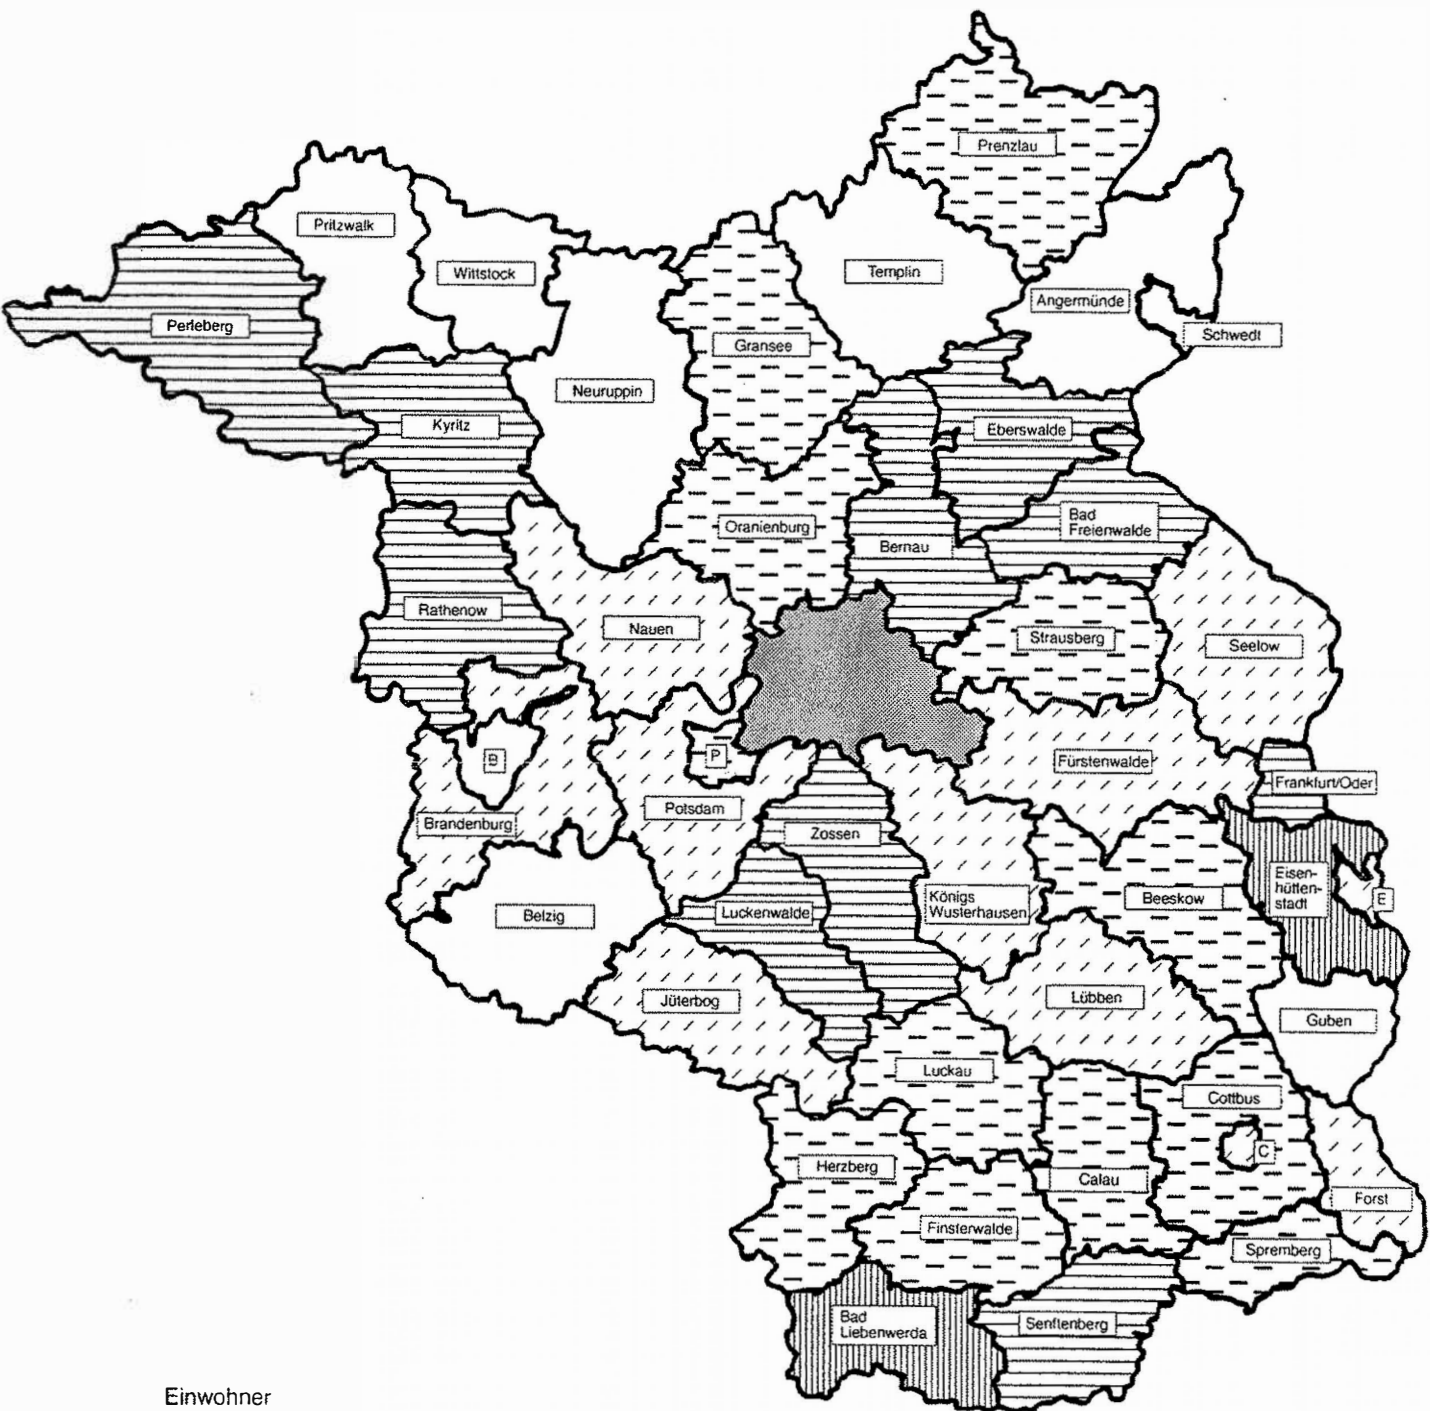 Prenzlau
Pritzwalk
Wittstock
Templin
Angermünde
Perleberg
Schwedt
Gransee
Neuruppin
Kyritz
Eberswalde
Bad
Freienwalde
Oranienburg
Bernau
Rathenow
Nauen
Strausberg
Seelow
B
P
Fürstenwalde
Frankfurt/Oder
Potsdam
Brandenburg
Zossen
Eisen-
hütten-
stadt
E
Königs
Wusterhausen
Beeskow
Belzig
Luckenwalde
Jüterbog
Lübben
Guben
Luckau
Cottbus
C
Herzberg
Calau
Forst
Finsterwalde
Spremberg
Bad
Liebenwerda
Senftenberg
Einwohner